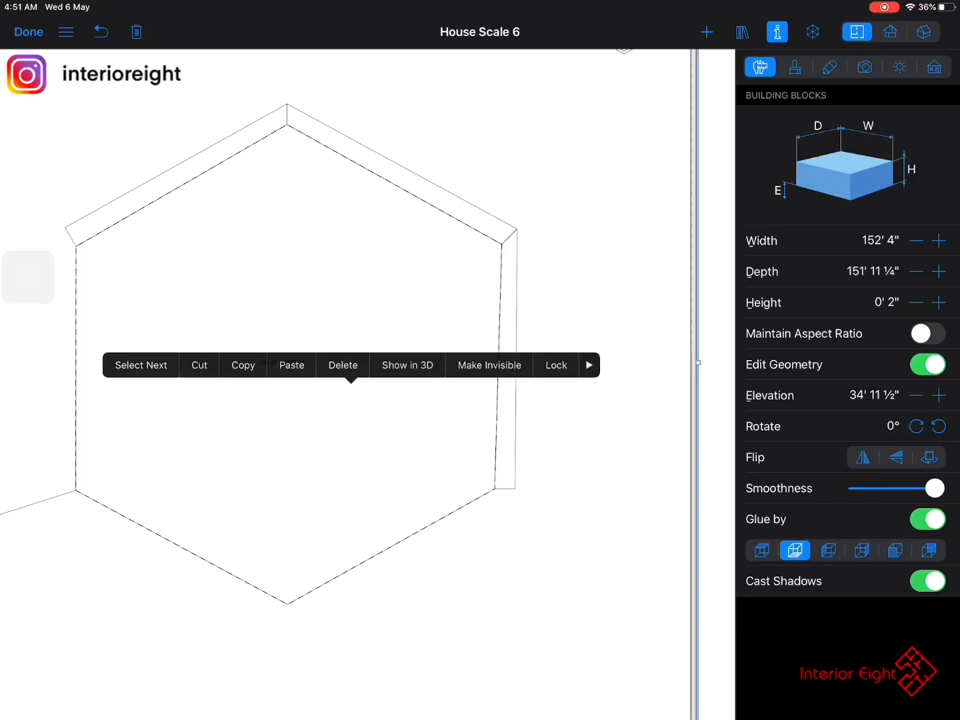 4:51 AM Wed 6 May
36%
Done
House Scale 6
interioreight
BUILDING BLOCKS
D
W
H
E
Width 152' 4"
Depth 151' 11 ¼"
Height 0' 2"
Maintain Aspect Ratio
Edit Geometry
Elevation 34' 11 ½"
Rotate 0°
Flip
Smoothness
Glue by
Cast Shadows
Select Next Cut Copy Paste Delete Show in 3D Make Invisible Lock
Interior Eight